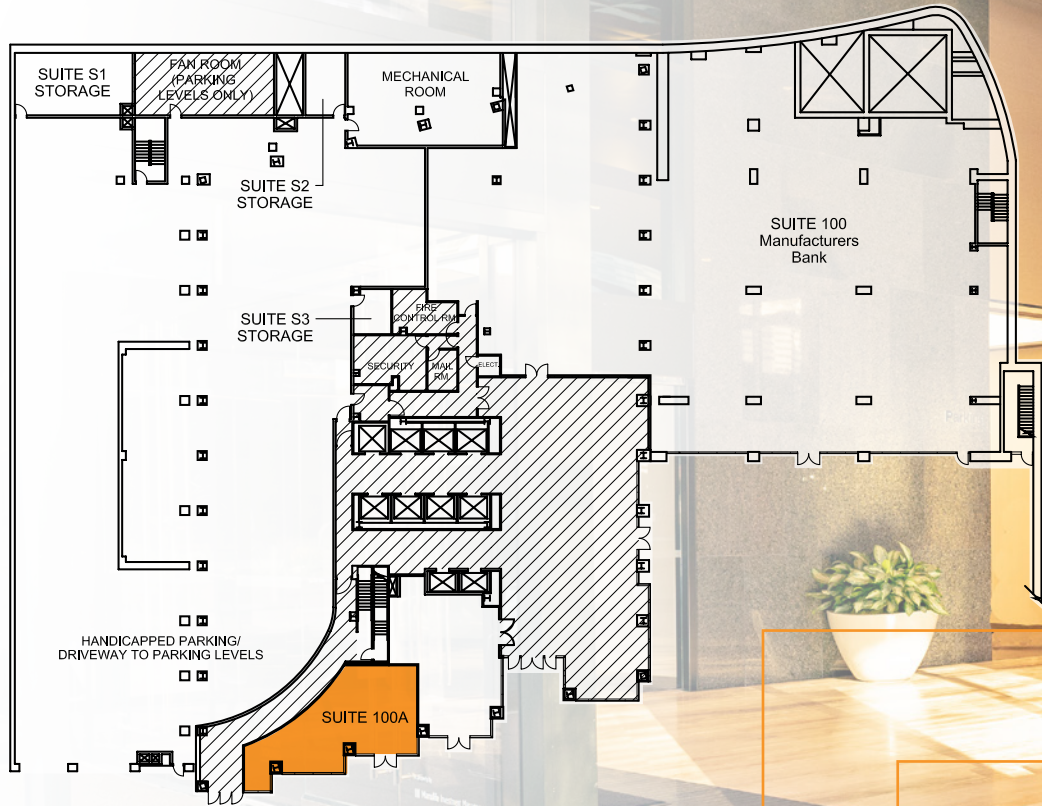 SUITE S1
STORAGE
FAN ROOM
(PARKING
LEVELS ONLY)
MECHANICAL
ROOM
SUITE S2
STORAGE
SUITE 100
Manufacturers
Bank
SUITE S3
STORAGE
FIRE
CONTROL RM.
SECURITY
MAIL
RM.
ELECT.
HANDICAPPED PARKING/
DRIVEWAY TO PARKING LEVELS
SUITE 100A